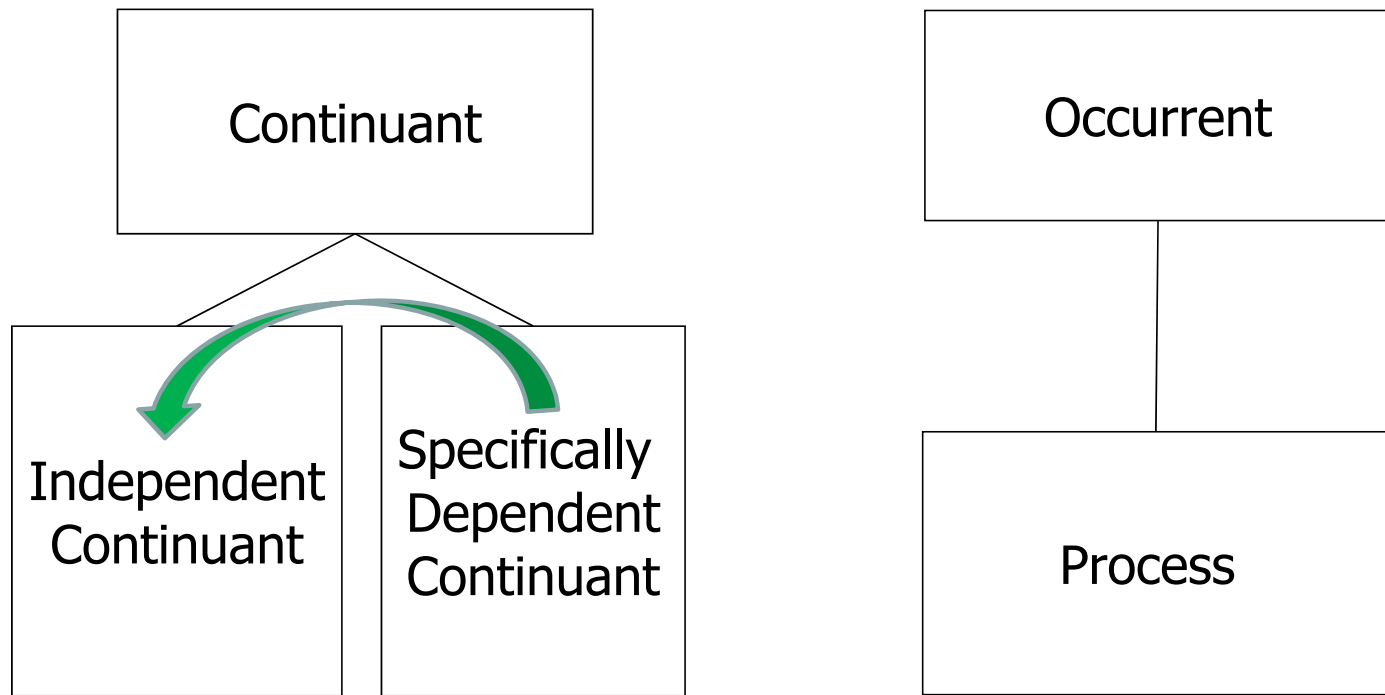 Continuant
Occurrent
Independent
Continuant
Specifically
Dependent
Continuant
Process